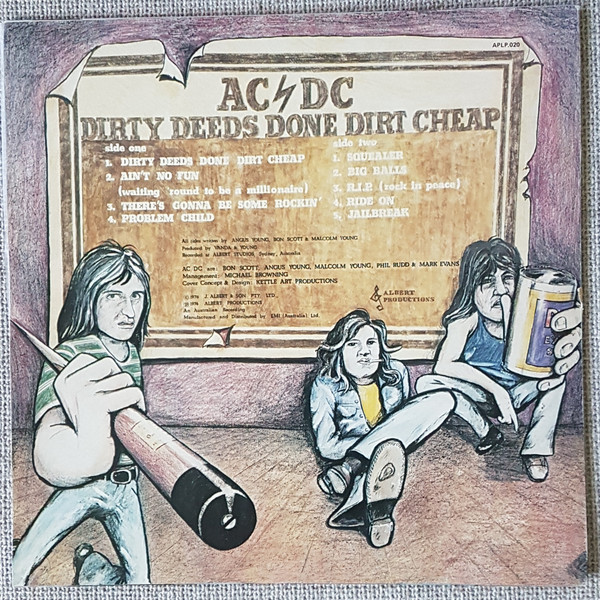 APLP.020
AC⚡DC
DIRTY DEEDS DONE DIRT CHEAP
side one
1. DIRTY DEEDS DONE DIRT CHEAP
2. AIN'T NO FUN
(waiting 'round to be a millionaire)
3. THERE'S GONNA BE SOME ROCKIN'
4. PROBLEM CHILD
side two
1. SQUEALER
2. BIG BALLS
3. R.I.P. (rock in peace)
4. RIDE ON
5. JAILBREAK
All titles written by ANGUS YOUNG, BON SCOTT & MALCOLM YOUNG
Produced by VANDA & YOUNG
Recorded at ALBERT STUDIOS, Sydney, Australia
AC DC are: BON SCOTT, ANGUS YOUNG, MALCOLM YOUNG, PHIL RUDD & MARK EVANS
Management: MICHAEL BROWNING
Cover Concept & Design: KETTLE ART PRODUCTIONS
© 1976 J. ALBERT & SON PTY. LTD.,
℗ 1976 ALBERT PRODUCTIONS
An Australian Recording
Manufactured and Distributed by EMI (Australia) Ltd.
ALBERT
PRODUCTIONS